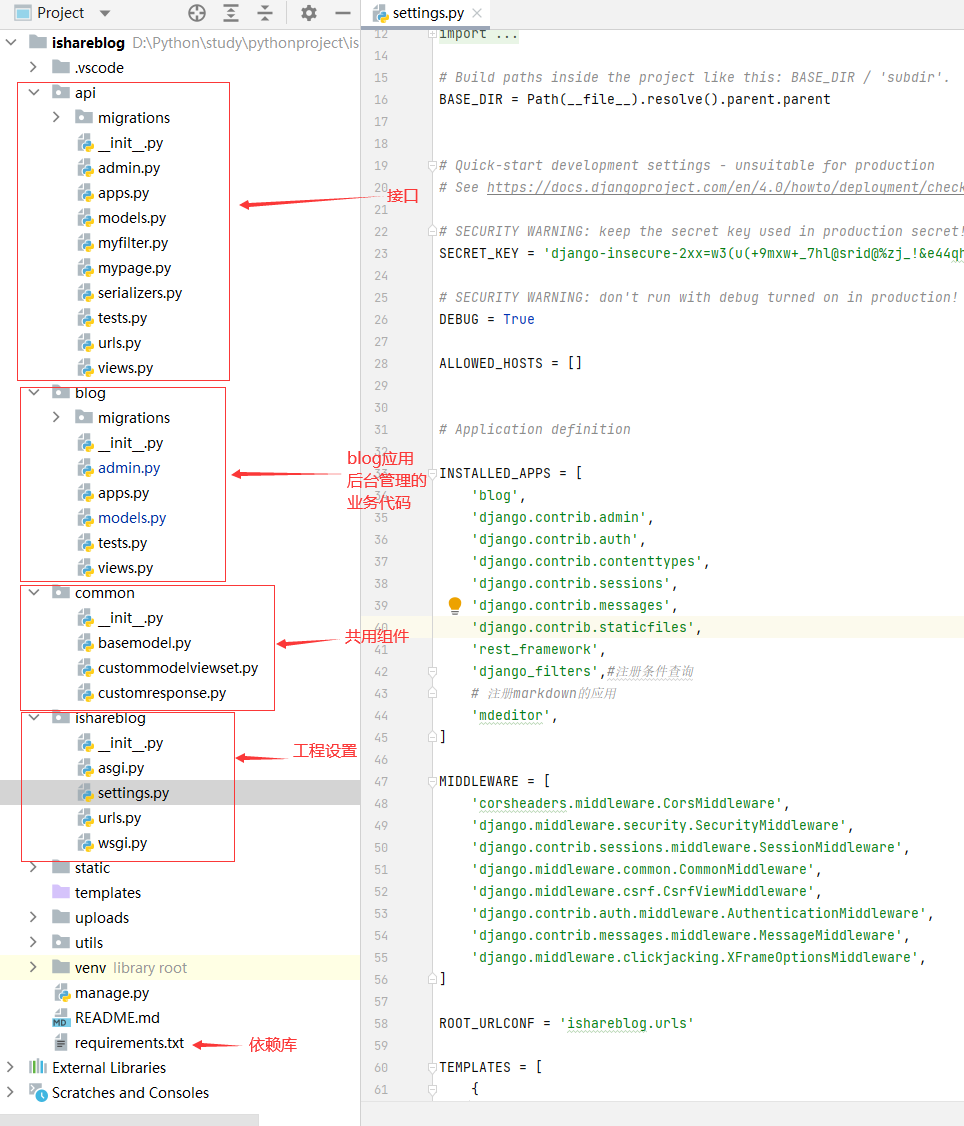 Project
ishareblog D:\Python\study\pythonproject\is
.vscode
api
migrations
__init__.py
admin.py
apps.py
models.py
myfilter.py
mypage.py
serializers.py
tests.py
urls.py
views.py
接口
blog
migrations
__init__.py
admin.py
apps.py
models.py
tests.py
views.py
blog应用
后台管理的
业务代码
common
__init__.py
basemodel.py
custommodelviewset.py
customresponse.py
共用组件
ishareblog
__init__.py
asgi.py
settings.py
urls.py
wsgi.py
工程设置
static
templates
uploads
utils
venv library root
manage.py
README.md
requirements.txt
依赖库
External Libraries
Scratches and Consoles
settings.py
12 import ...
14
15 # Build paths inside the project like this: BASE_DIR / 'subdir'.
16 BASE_DIR = Path(__file__).resolve().parent.parent
17
18
19 # Quick-start development settings - unsuitable for production
20 # See https://docs.djangoproject.com/en/4.0/howto/deployment/check
21
22 # SECURITY WARNING: keep the secret key used in production secret!
23 SECRET_KEY = 'django-insecure-2xx=w3(u(+9mxw+_7hl@srid@%zj_!&e44qh
24
25 # SECURITY WARNING: don't run with debug turned on in production!
26 DEBUG = True
27
28 ALLOWED_HOSTS = []
29
30
31 # Application definition
32
33 INSTALLED_APPS = [
34 'blog',
35 'django.contrib.admin',
36 'django.contrib.auth',
37 'django.contrib.contenttypes',
38 'django.contrib.sessions',
39 'django.contrib.messages',
40 'django.contrib.staticfiles',
41 'rest_framework',
42 'django_filters',#注册条件查询
43 # 注册markdown的应用
44 'mdeditor',
45 ]
46
47 MIDDLEWARE = [
48 'corsheaders.middleware.CorsMiddleware',
49 'django.middleware.security.SecurityMiddleware',
50 'django.contrib.sessions.middleware.SessionMiddleware',
51 'django.middleware.common.CommonMiddleware',
52 'django.middleware.csrf.CsrfViewMiddleware',
53 'django.contrib.auth.middleware.AuthenticationMiddleware',
54 'django.contrib.messages.middleware.MessageMiddleware',
55 'django.middleware.clickjacking.XFrameOptionsMiddleware',
56 ]
57
58 ROOT_URLCONF = 'ishareblog.urls'
59
60 TEMPLATES = [
61 {